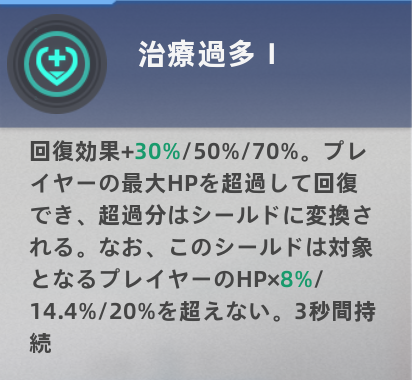 治療過多 I
回復効果+30%/50%/70%。プレ
イヤーの最大HPを超過して回復
でき、超過分はシールドに変換さ
れる。なお、このシールドは対象
となるプレイヤーのHP×8%/
14.4%/20%を超えない。3秒間持
続